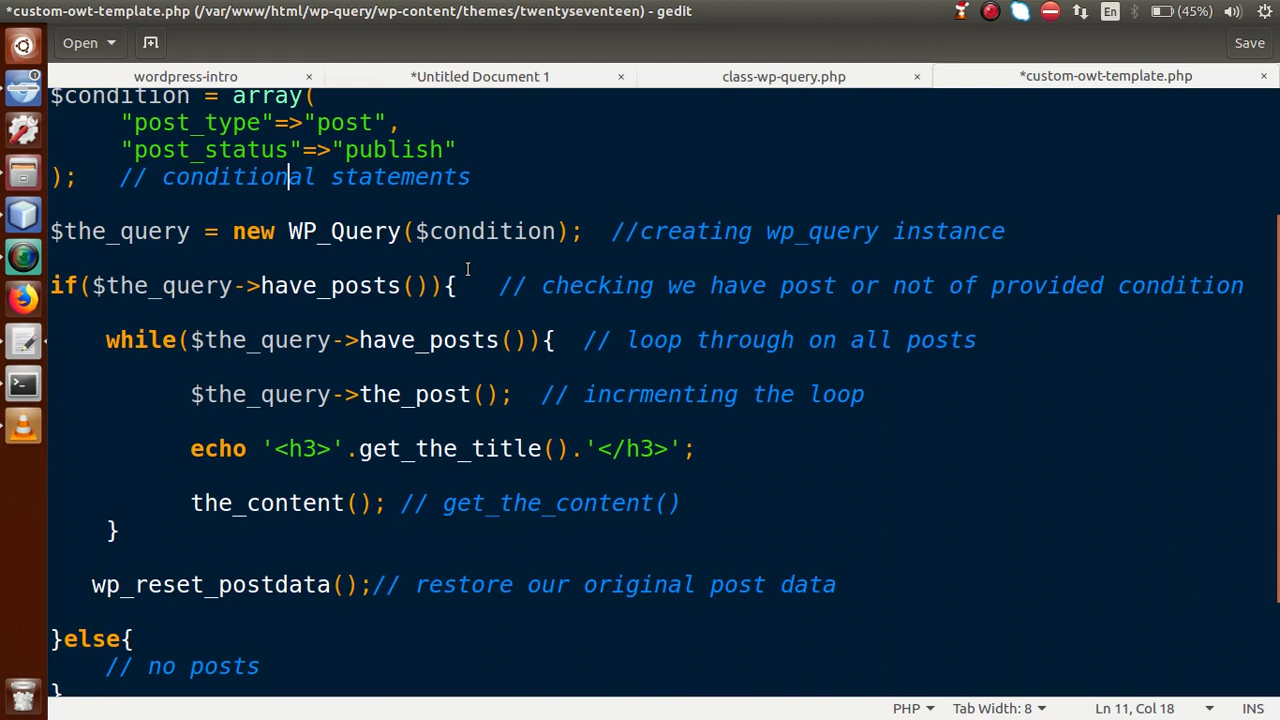 *custom-owt-template.php (/var/www/html/wp-query/wp-content/themes/twentyseventeen) - gedit
En
(45%)
Open
Save
wordpress-intro
*Untitled Document 1
class-wp-query.php
*custom-owt-template.php
$condition = array(
"post_type"=>"post",
"post_status"=>"publish"
); // conditional statements
$the_query = new WP_Query($condition); //creating wp_query instance
if($the_query->have_posts()){ // checking we have post or not of provided condition
while($the_query->have_posts()){ // loop through on all posts
$the_query->the_post(); // incrmenting the loop
echo '<h3>'.get_the_title().'</h3>';
the_content(); // get_the_content()
}
wp_reset_postdata();// restore our original post data
}else{
// no posts
}
PHP
Tab Width: 8
Ln 11, Col 18
INS